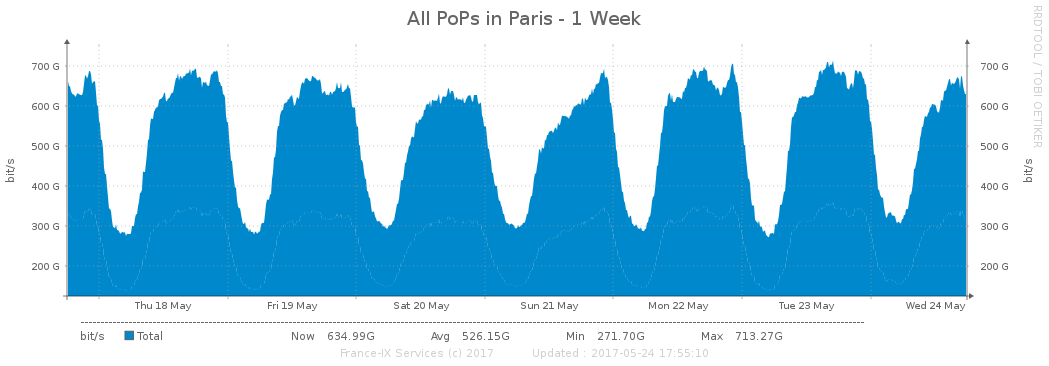 All PoPs in Paris - 1 Week
RRDTOOL / TOBI OETIKER
bit/s
700 G
600 G
500 G
400 G
300 G
200 G
700 G
600 G
500 G
400 G
300 G
200 G
bit/s
Thu 18 May Fri 19 May Sat 20 May Sun 21 May Mon 22 May Tue 23 May Wed 24 May
bit/s Total Now 634.99G Avg 526.15G Min 271.70G Max 713.27G
France-IX Services (c) 2017 Updated : 2017-05-24 17:55:10